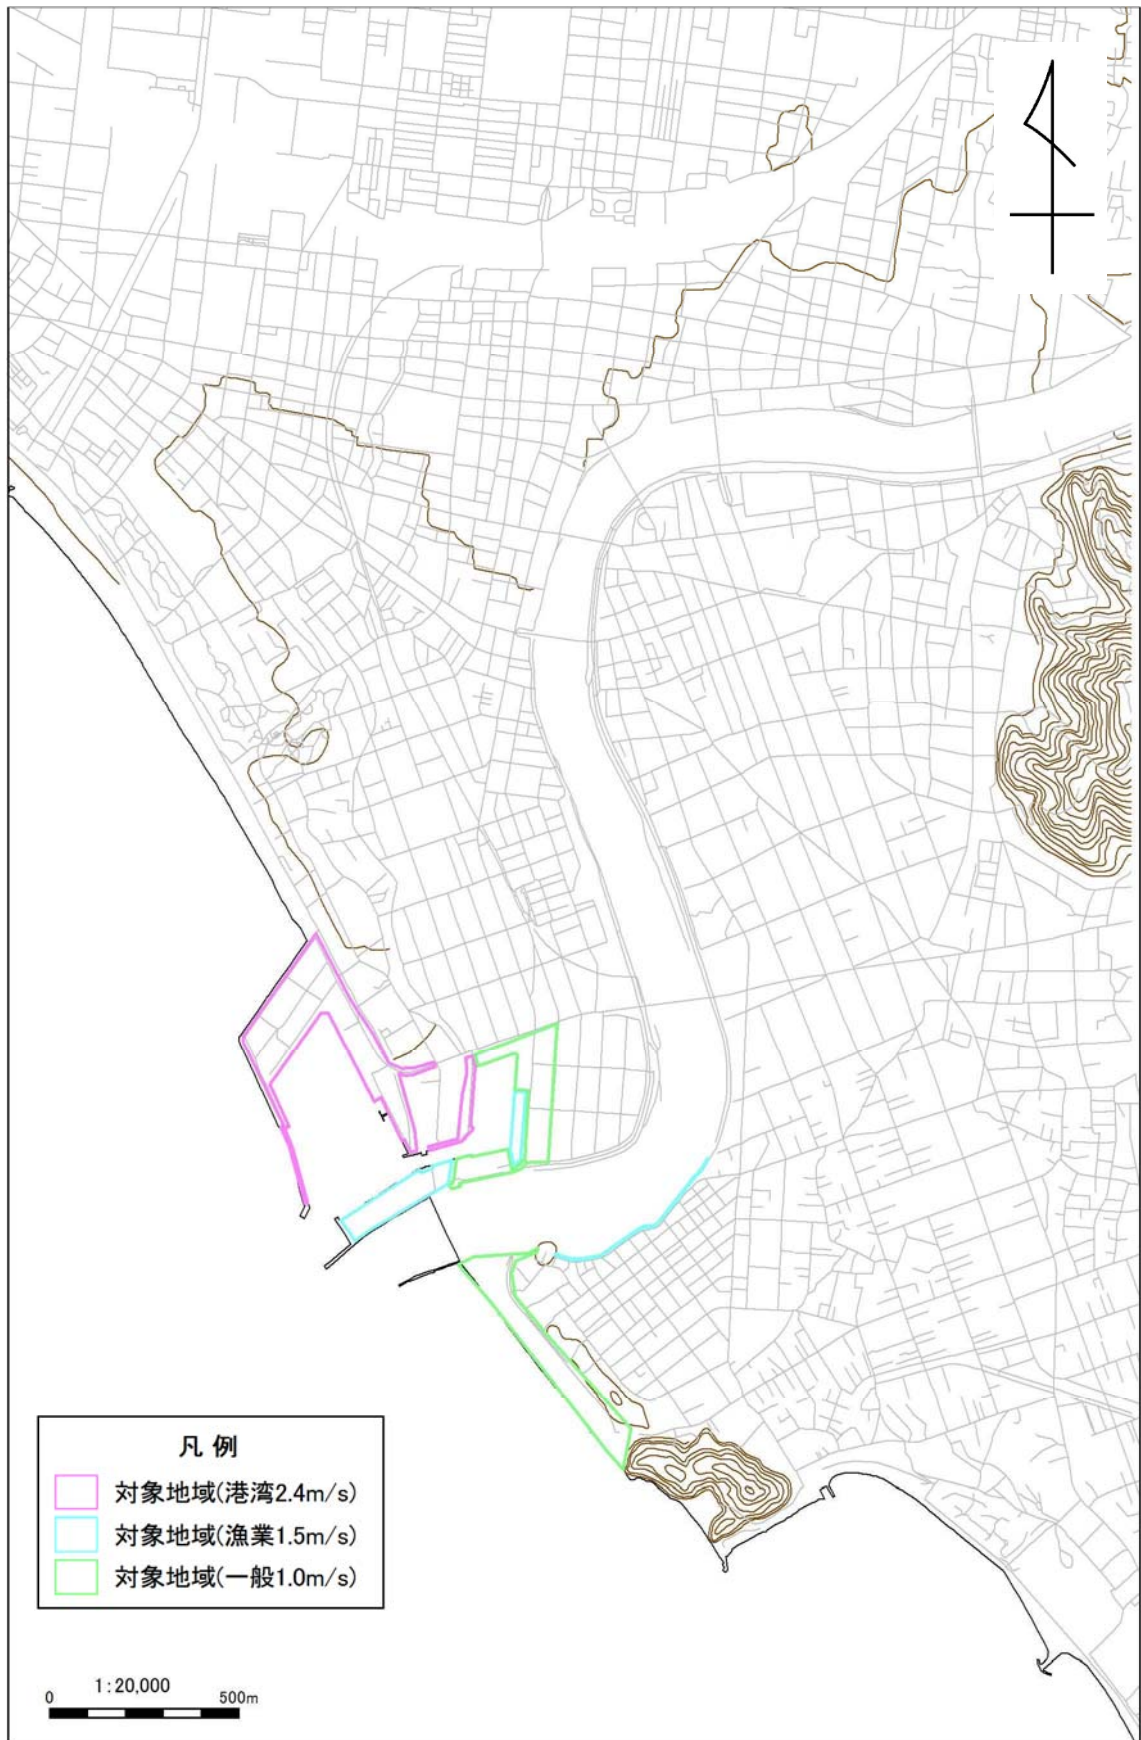 凡 例
対象地域(港湾2.4m/s)
対象地域(漁業1.5m/s)
対象地域(一般1.0m/s)
1:20,000
0 500m